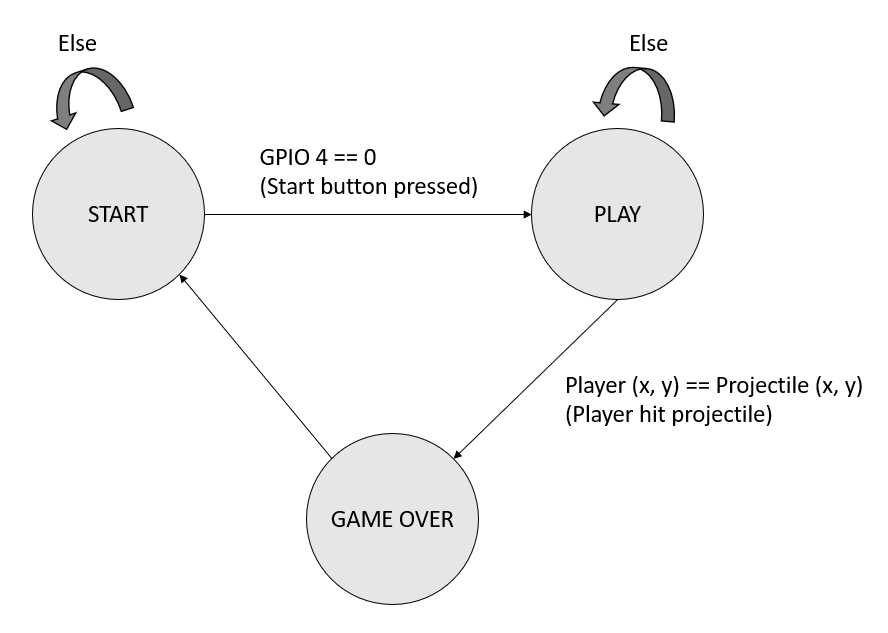 Else
Else
GPIO 4 == 0
(Start button pressed)
START
PLAY
Player (x, y) == Projectile (x, y)
(Player hit projectile)
GAME OVER